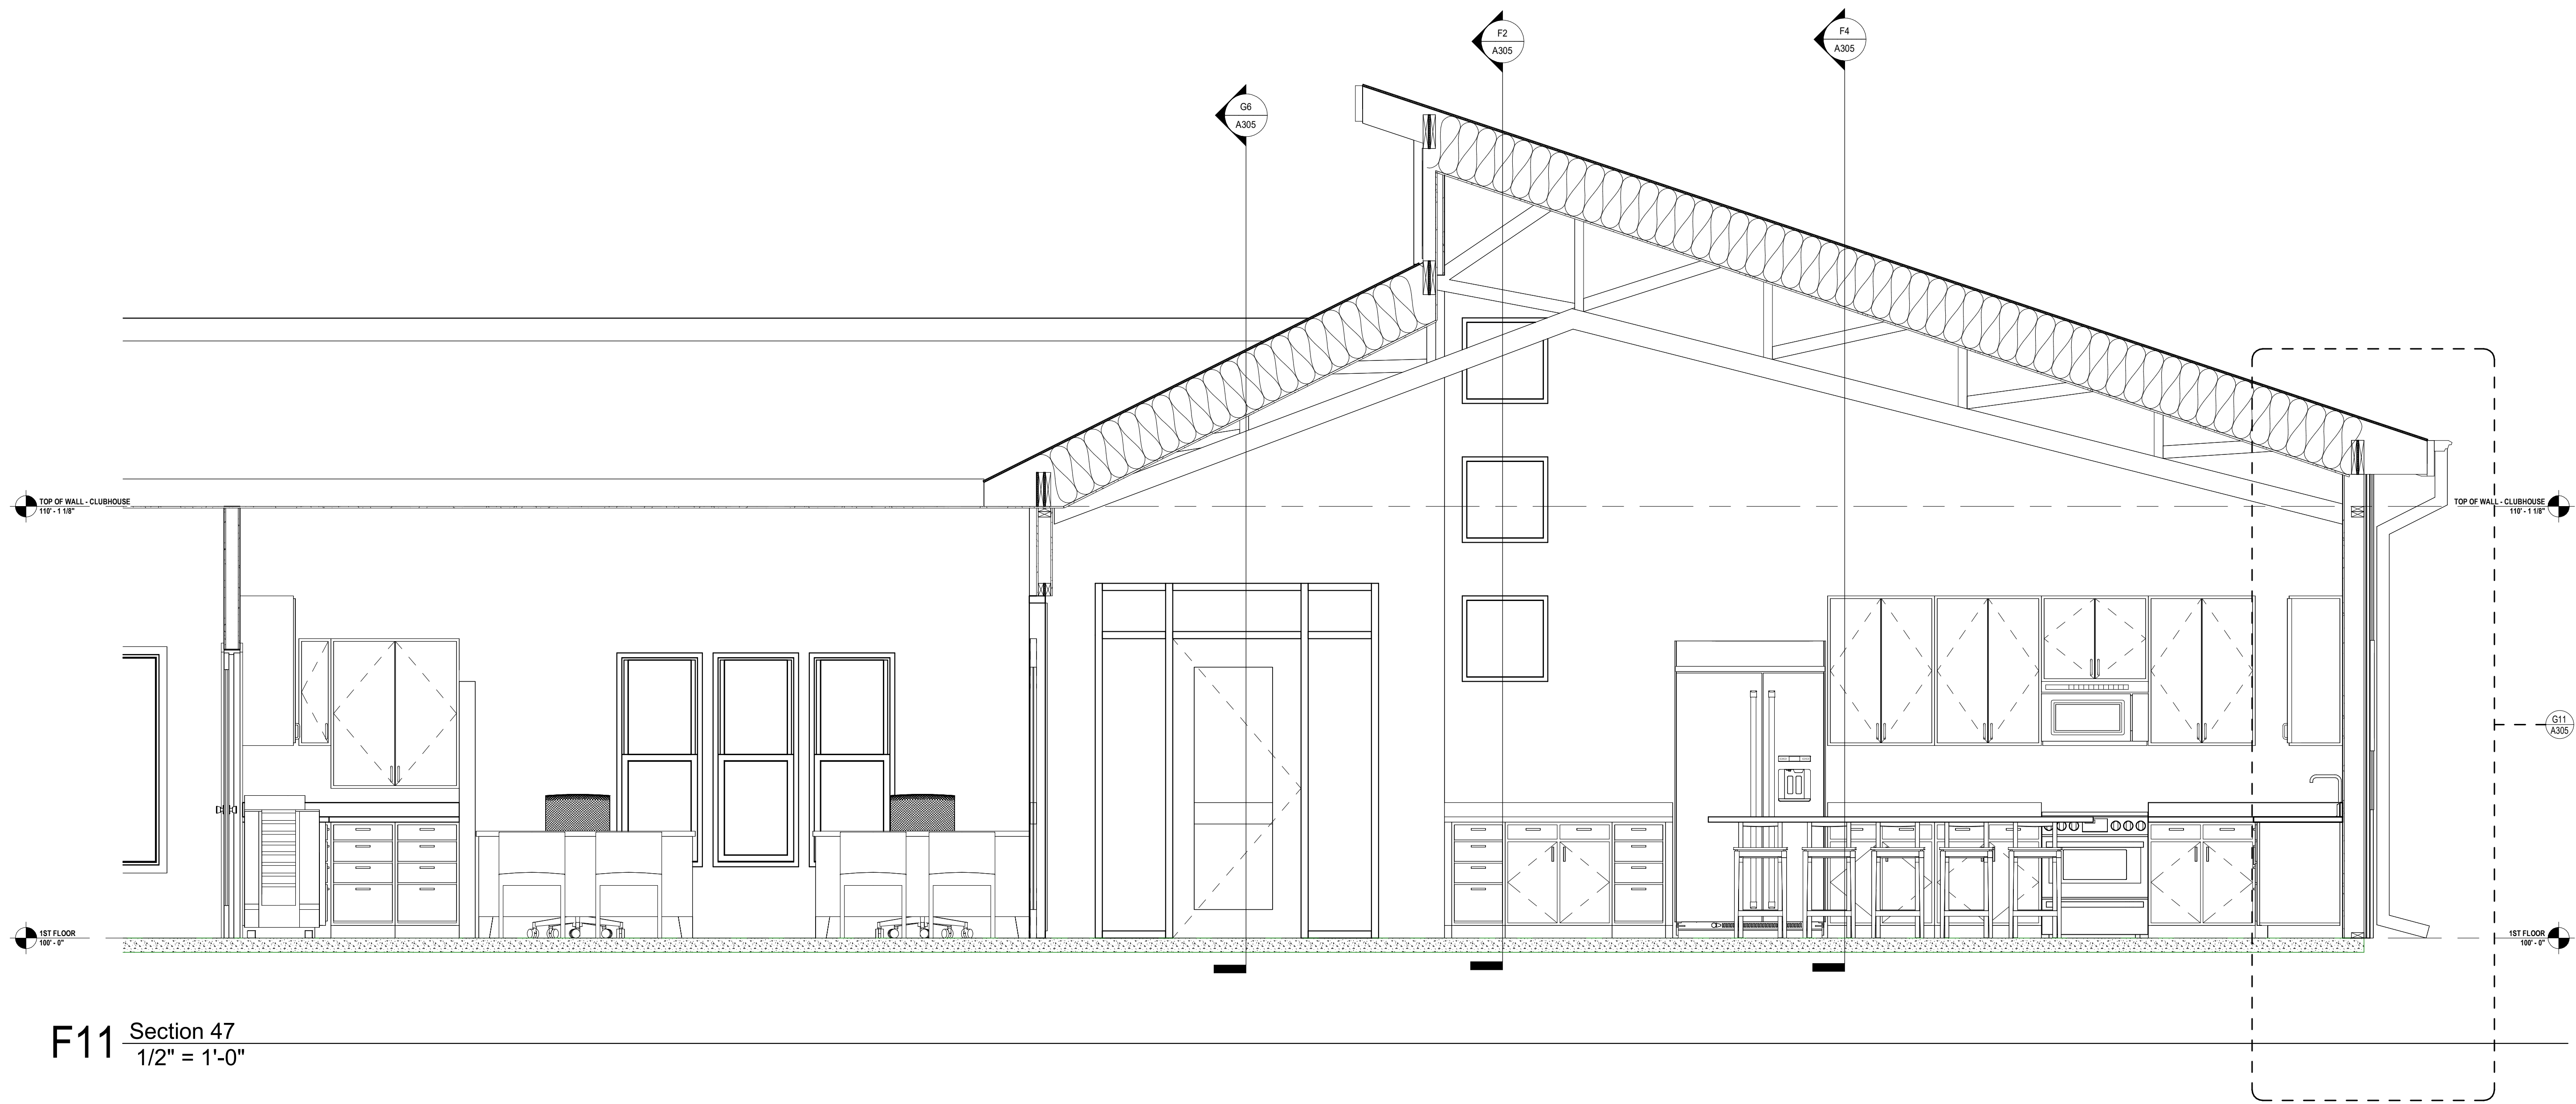 F2
A305
F4
A305
G6
A305
TOP OF WALL - CLUBHOUSE
110' - 1 1/8"
TOP OF WALL - CLUBHOUSE
110' - 1 1/8"
G11
A305
1ST FLOOR
100' - 0"
1ST FLOOR
100' - 0"
F11
Section 47
1/2" = 1'-0"